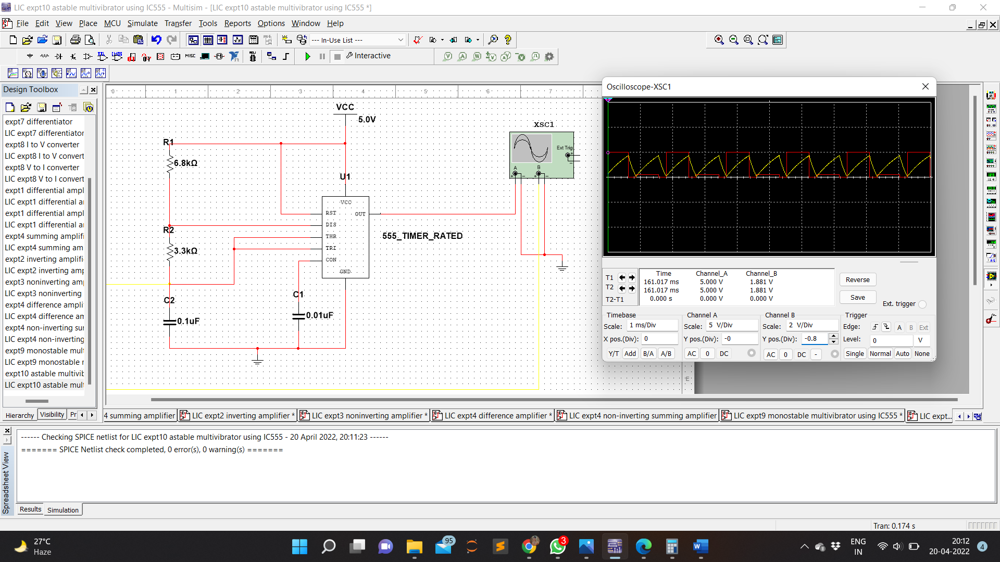 LIC expt10 astable multivibrator using IC555 - Multisim - [LIC expt10 astable multivibrator using IC555 *]
File Edit View Place MCU Simulate Transfer Tools Reports Options Window Help
--- In-Use List ---
MISC
Interactive
Design Toolbox
expt7 differentiator
LIC expt7 differentiator
expt8 I to V converter
LIC expt8 I to V convert
expt8 V to I converter
LIC expt8 V to I convert
expt1 differential ampl
LIC expt1 differential a
expt1 differential ampl
LIC expt1 differential a
expt4 summing amplifi
LIC expt4 summing am
expt2 inverting amplifi
LIC expt2 inverting amp
expt3 noninverting am
LIC expt3 noninverting
expt4 difference ampli
LIC expt4 difference am
expt4 non-inverting sur
LIC expt4 non-inverting
expt9 monostable mult
LIC expt9 monostable r
expt10 astable multivib
LIC expt10 astable mult
Hierarchy Visibility Pr
0 1 2 3 4 5 6 7
VCC
5.0V
R1
6.8kΩ
U1
VCC
RST OUT
DIS
THR
TRI
CON
GND
555_TIMER_RATED
R2
3.3kΩ
C2
0.1uF
C1
0.01uF
XSC1
Ext Trig
A B
E
Oscilloscope-XSC1
Time Channel_A Channel_B
T1 161.017 ms 5.000 V 1.881 V
T2 161.017 ms 5.000 V 1.881 V
T2-T1 0.000 s 0.000 V 0.000 V
Reverse
Save
Ext. trigger
Timebase Channel A Channel B Trigger
Scale: 1 ms/Div Scale: 5 V/Div Scale: 2 V/Div Edge: A B Ext
X pos.(Div): 0 Y pos.(Div): -0 Y pos.(Div): -0.8 Level: 0 V
Y/T Add B/A A/B AC 0 DC AC 0 DC - Single Normal Auto None
4 summing amplifier LIC expt2 inverting amplifier * LIC expt3 noninverting amplifier * LIC expt4 difference amplifier * LIC expt4 non-inverting summing amplifier LIC expt9 monostable multivibrator using IC555 * LIC expt...
------ Checking SPICE netlist for LIC expt10 astable multivibrator using IC555 - 20 April 2022, 20:11:23 ------
======= SPICE Netlist check completed, 0 error(s), 0 warning(s) =======
Spreadsheet View
Results Simulation
Tran: 0.174 s
27°C
Haze
95
3
ENG
IN
20:12
20-04-2022
4